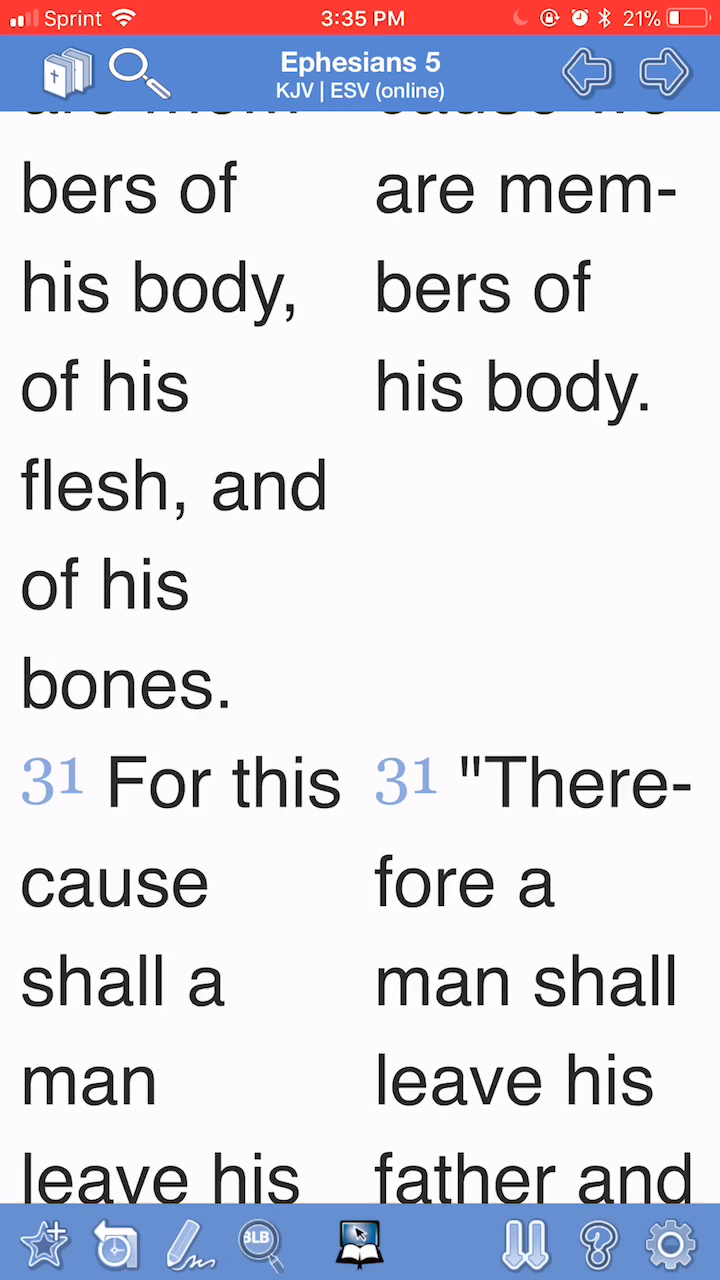 Sprint 3:35 PM 21%
Ephesians 5
KJV | ESV (online)
bers of
his body,
of his
flesh, and
of his
bones.
31 For this
cause
shall a
man
leave his
are mem-
bers of
his body.
31 "There-
fore a
man shall
leave his
father and
BLB